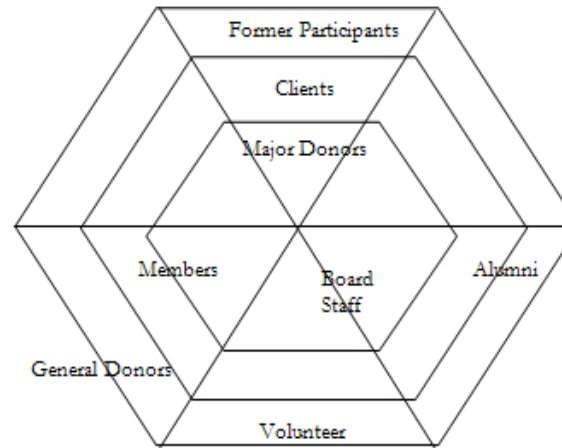 Former Participants
Clients
Major Donors
Members
Board
Staff
Alumni
General Donors
Volunteer